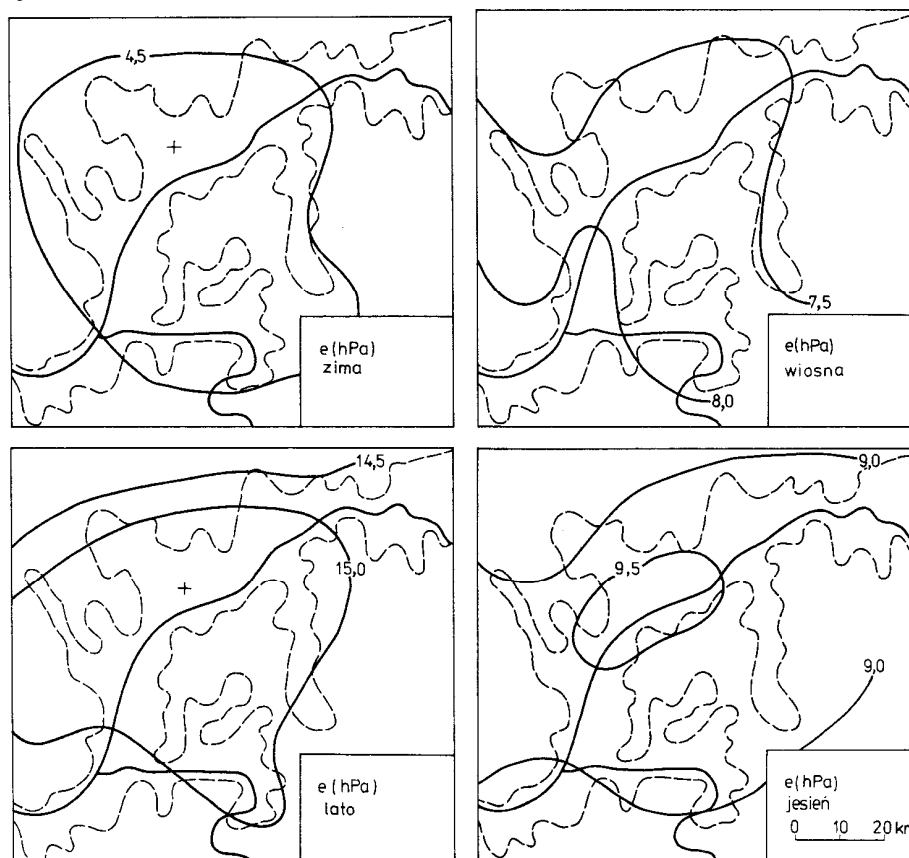 4,5
e (hPa)
zima
7,5
8,0
e(hPa)
wiosna
14,5
15,0
e (hPa)
lato
9,0
9,5
9,0
e(hPa)
jesień
0 10 20 km